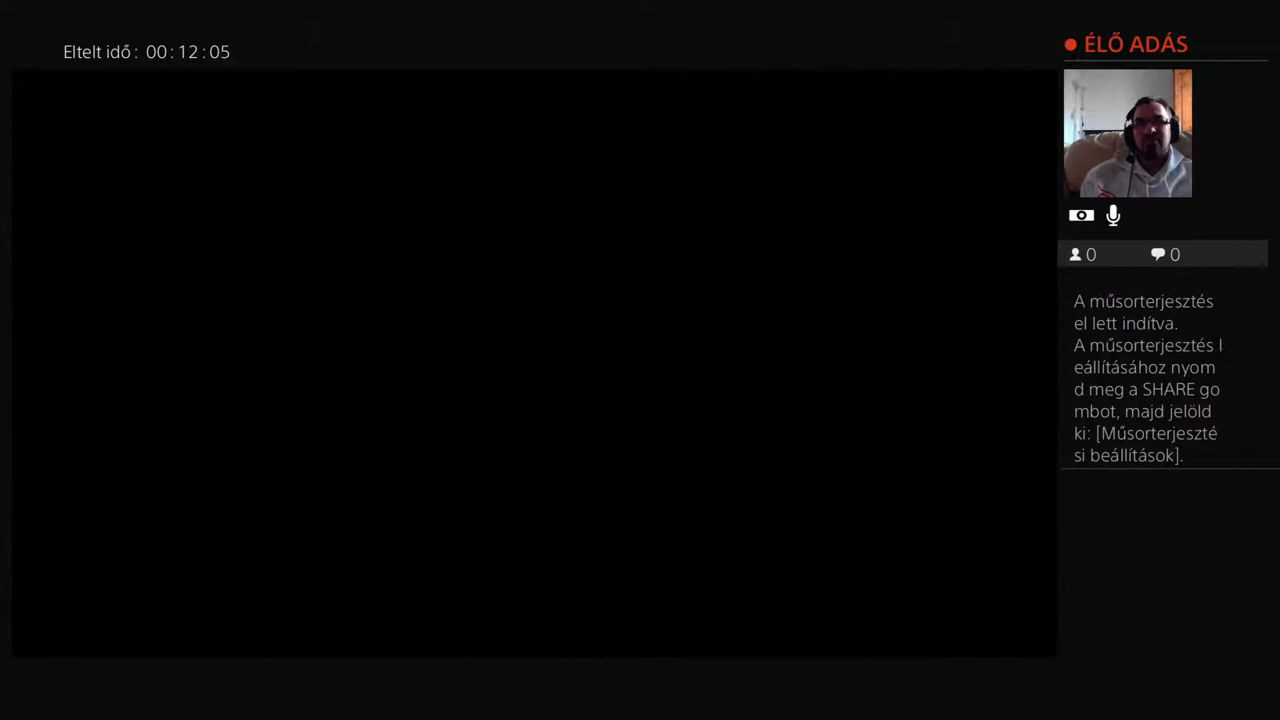 Eltelt idő: 00:12:05
ÉLŐ ADÁS
0 0
A műsorterjesztés
el lett indítva.
A műsorterjesztés l
eállításához nyom
d meg a SHARE go
mbot, majd jelöld
ki: [Műsorterjeszté
si beállítások].